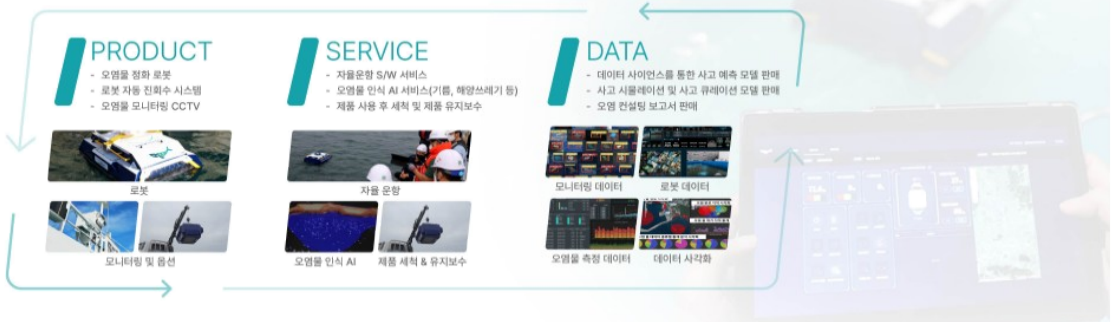 PRODUCT
- 오염물 정화 로봇
- 로봇 자동 진회수 시스템
- 오염물 모니터링 CCTV
로봇
모니터링 및 옵션
SERVICE
- 자율운항 S/W 서비스
- 오염물 인식 AI 서비스(기름, 해양쓰레기 등)
- 제품 사용 후 세척 및 제품 유지보수
자율 운항
오염물 인식 AI
제품 세척 & 유지보수
DATA
- 데이터 사이언스를 통한 사고 예측 모델 판매
- 사고 시뮬레이션 및 사고 큐레이션 모델 판매
- 오염 컨설팅 보고서 판매
모니터링 데이터
로봇 데이터
오염물 측정 데이터
데이터 시각화